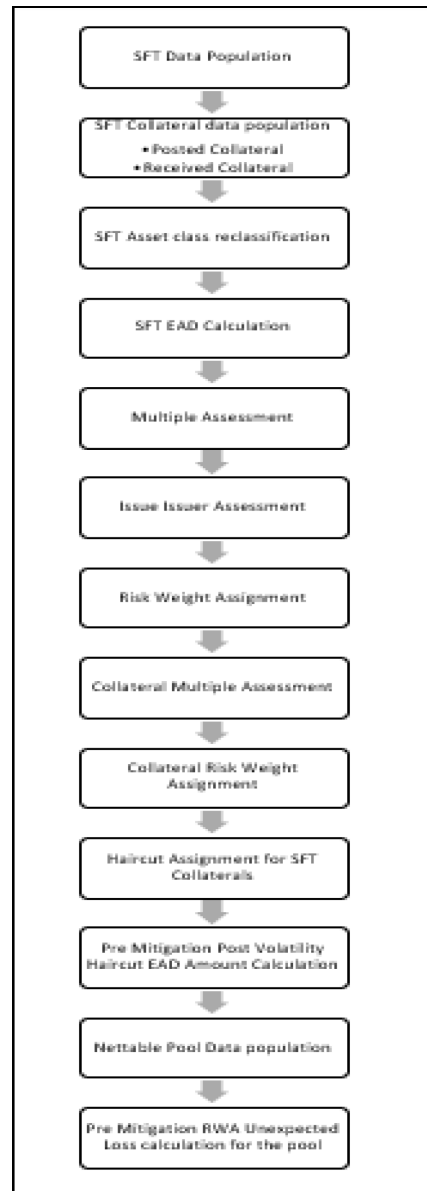 SFT Data Population
SFT Collateral data population
•Posted Collateral
•Received Collateral
SFT Asset class reclassification
SFT EAD Calculation
Multiple Assessment
Issue Issuer Assessment
Risk Weight Assignment
Collateral Multiple Assessment
Collateral Risk Weight
Assignment
Haircut Assignment for SFT
Collaterals
Pre Mitigation Post Volatility
Haircut EAD Amount Calculation
Nettable Pool Data population
Pre Mitigation RWA Unexpected
Loss calculation for the pool